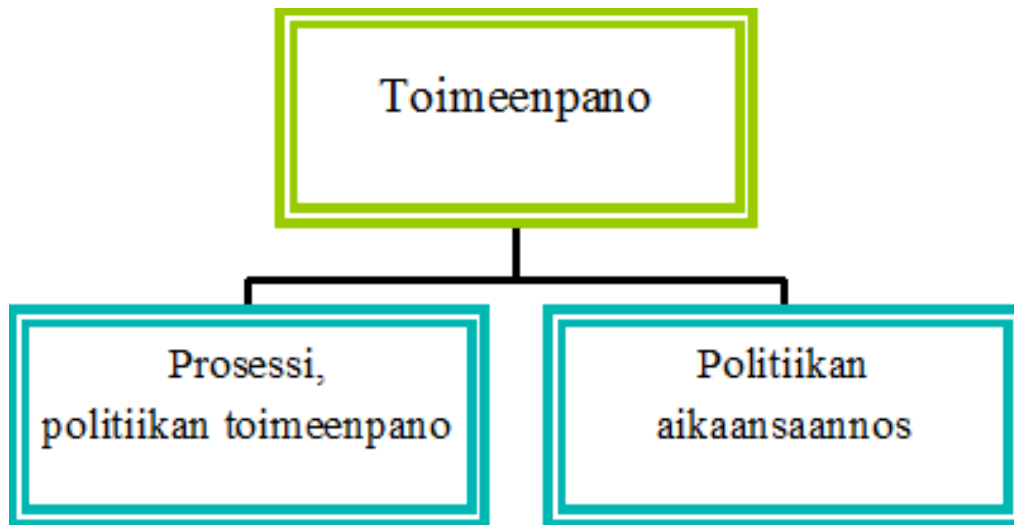 Toimeenpano
Prosessi,
politiikan toimeenpano
Politiikan
aikaansaannos